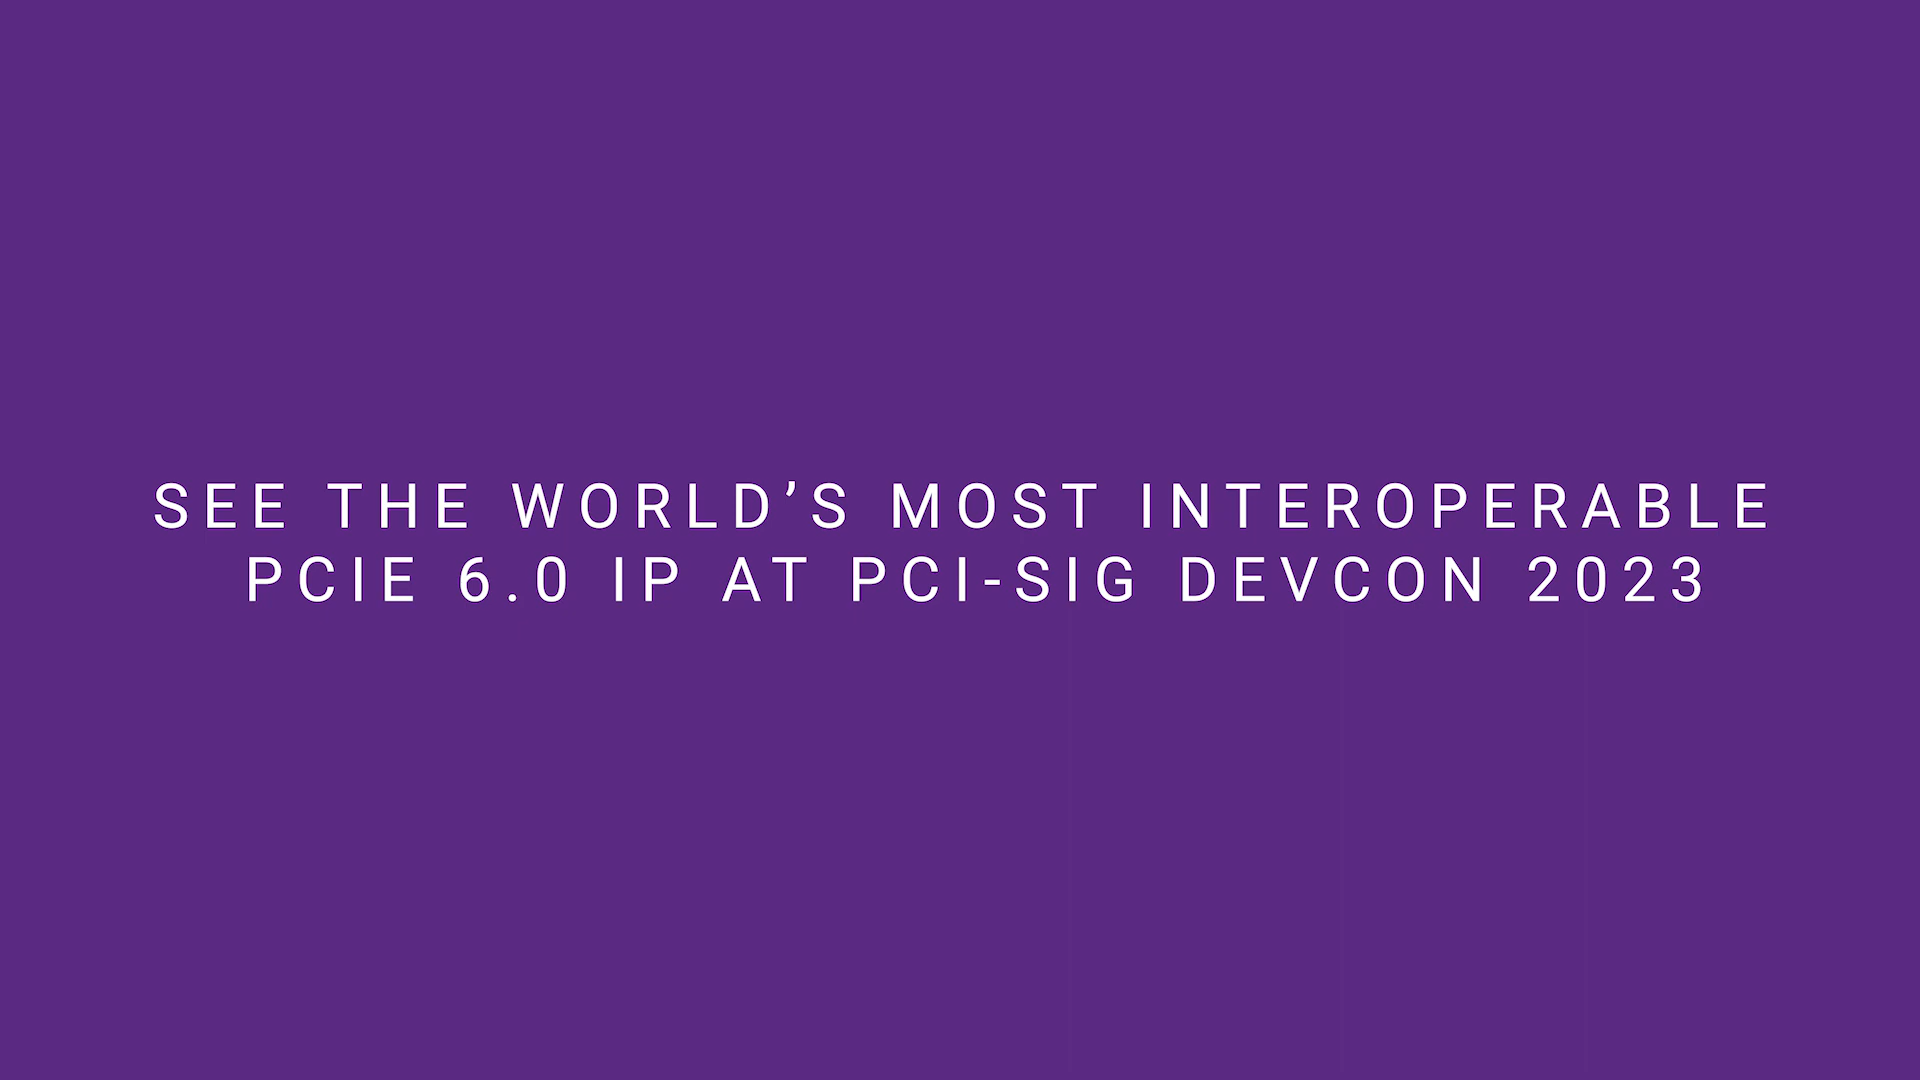 SEE THE WORLD’S MOST INTEROPERABLE
PCIE 6.0 IP AT PCI-SIG DEVCON 2023